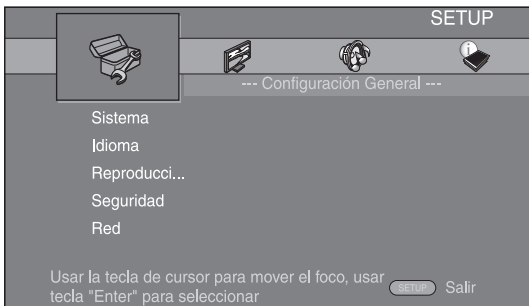 SETUP
--- Configuración General ---
Sistema
Idioma
Reproducci...
Seguridad
Red
Usar la tecla de cursor para mover el foco, usar
tecla "Enter" para seleccionar
SETUP Salir